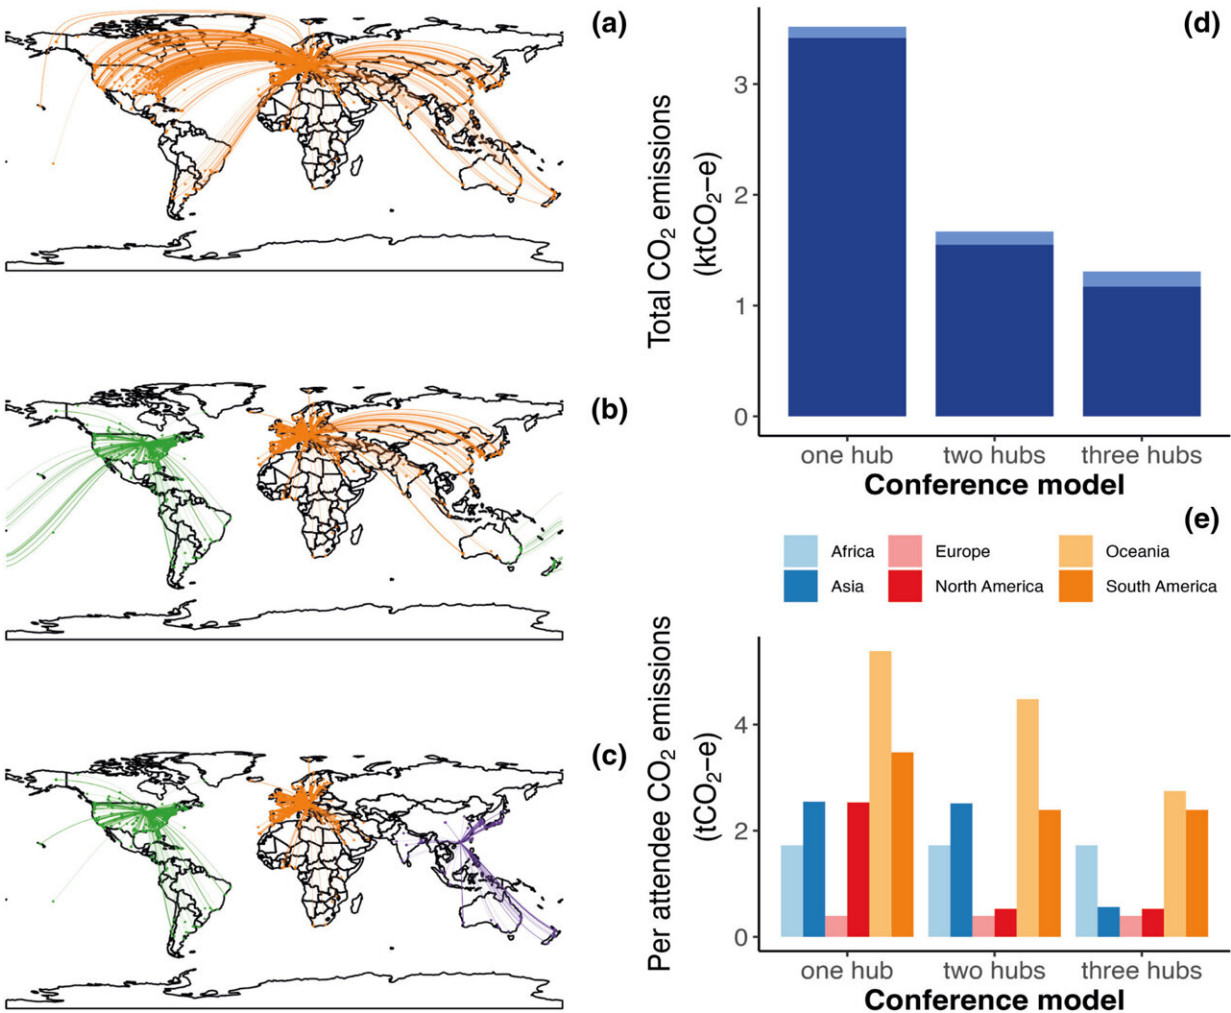 (a)
(b)
(c)
(d)
Total CO₂ emissions
(ktCO₂−e)
3
2
1
0
one hub two hubs three hubs
Conference model
(e)
Africa Europe Oceania
Asia North America South America
Per attendee CO₂ emissions
(tCO₂−e)
4
2
0
one hub two hubs three hubs
Conference model